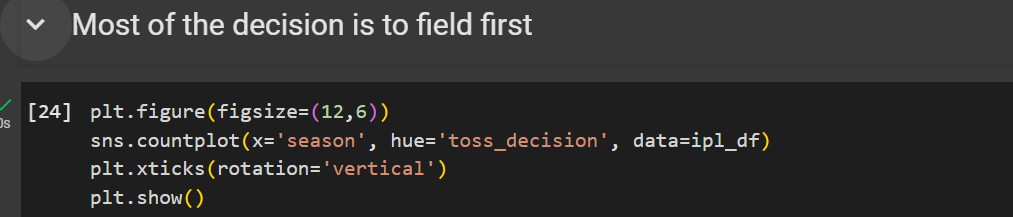 Most of the decision is to field first
[24] plt.figure(figsize=(12,6))
0s
sns.countplot(x='season', hue='toss_decision', data=ipl_df)
plt.xticks(rotation='vertical')
plt.show()